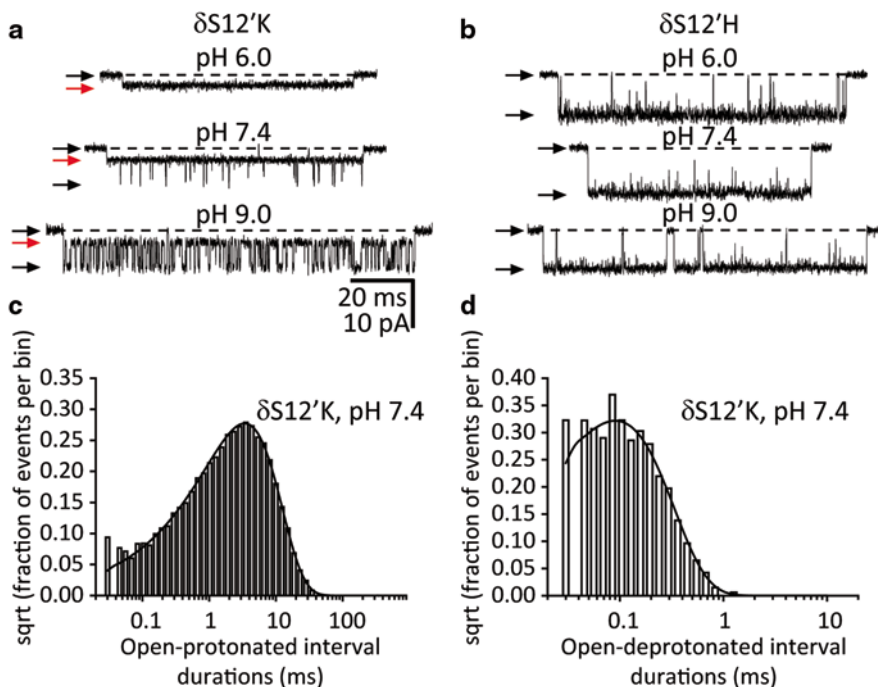 a
δS12'K
pH 6.0
pH 7.4
pH 9.0
20 ms
10 pA
b
δS12'H
pH 6.0
pH 7.4
pH 9.0
c
sqrt (fraction of events per bin)
0.35
0.30
0.25
0.20
0.15
0.10
0.05
0.00
δS12'K, pH 7.4
0.1
1
10
100
Open-protonated interval
durations (ms)
d
sqrt (fraction of events per bin)
0.40
0.35
0.30
0.25
0.20
0.15
0.10
0.05
0.00
δS12'K, pH 7.4
0.1
1
10
Open-deprotonated interval
durations (ms)